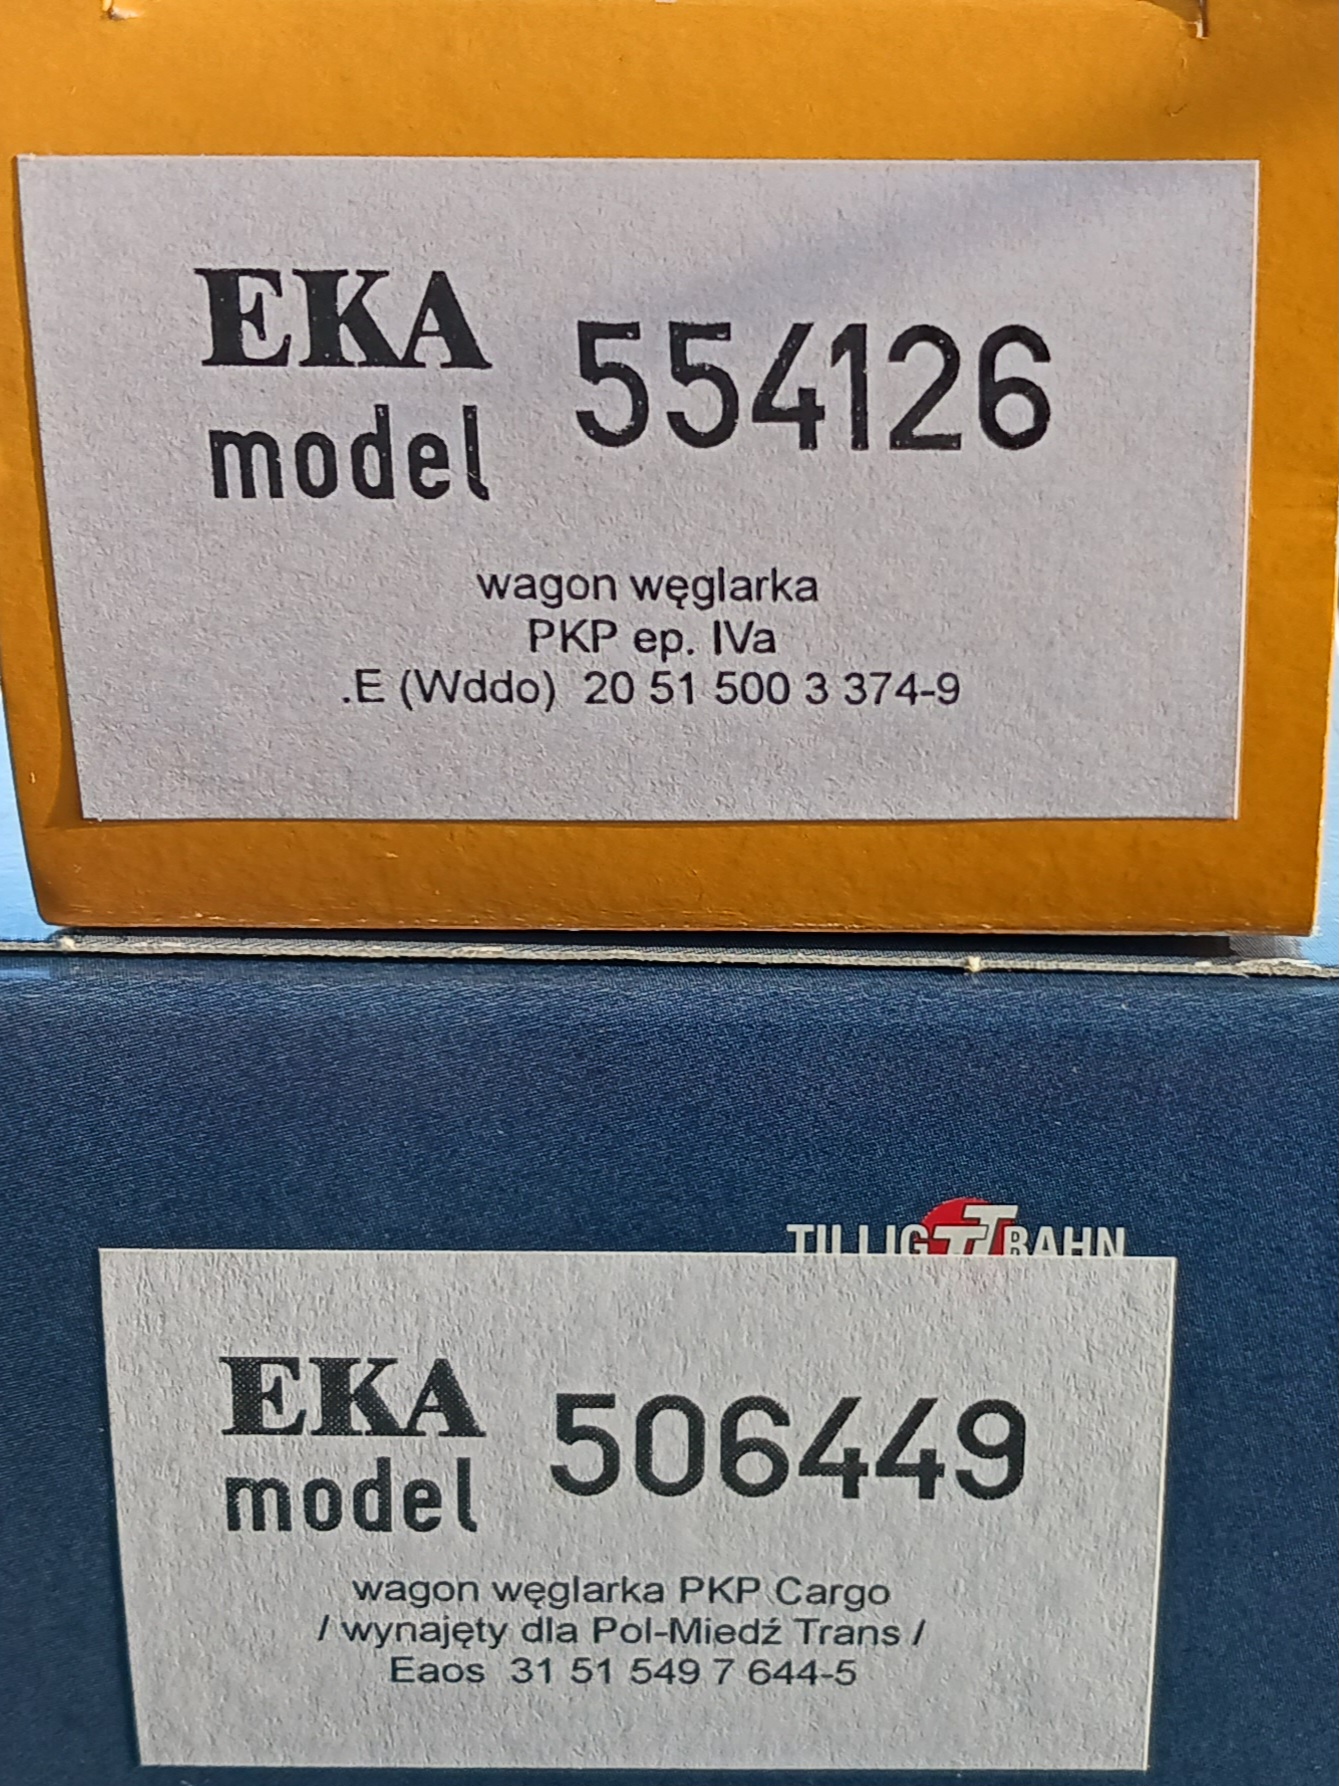 EKA
model
554126
wagon węglarka
PKP ep. IVa
.E (Wddo) 20 51 500 3 374-9
TILLIG TT BAHN
EKA
model
506449
wagon węglarka PKP Cargo
/ wynajęty dla Pol-Miedź Trans /
Eaos 31 51 549 7 644-5